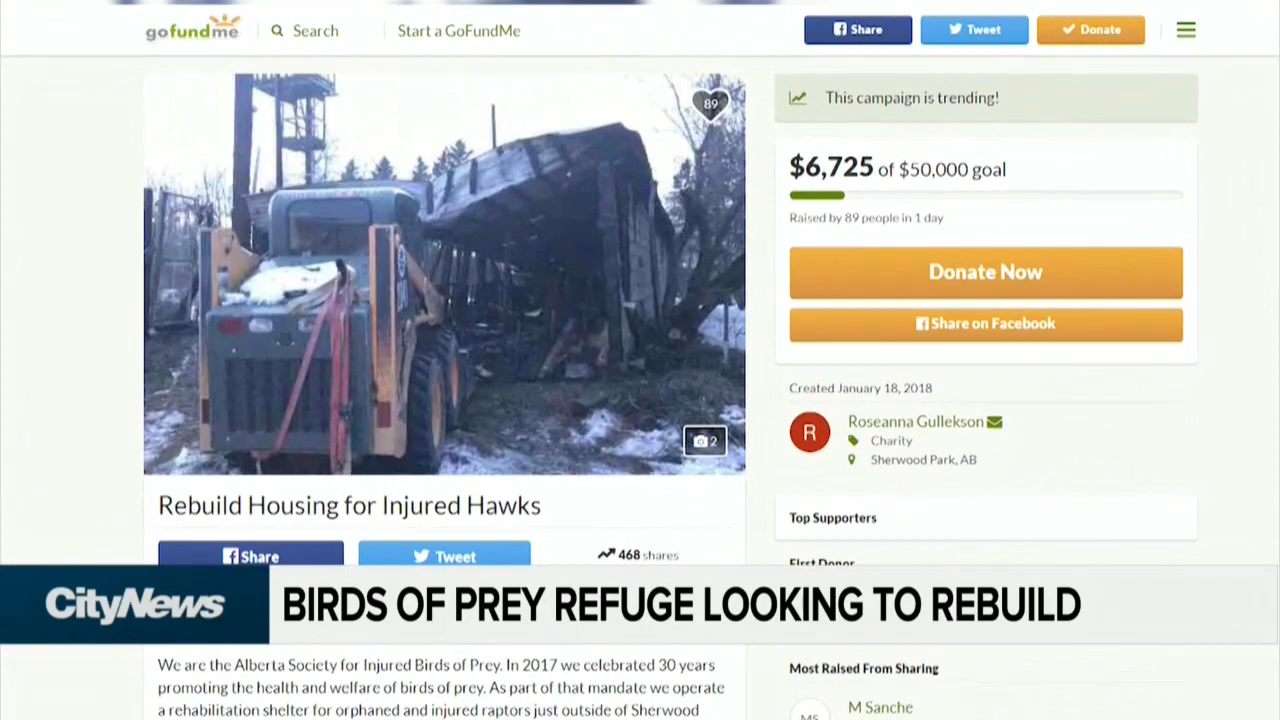 gofundme
Search
Start a GoFundMe
Share
Tweet
Donate
89
2
This campaign is trending!
$6,725 of $50,000 goal
Raised by 89 people in 1 day
Donate Now
Share on Facebook
Created January 18, 2018
R
Roseanna Gullekson
Charity
Sherwood Park, AB
Rebuild Housing for Injured Hawks
Share
Tweet
468 shares
Top Supporters
First Donor
CityNews
BIRDS OF PREY REFUGE LOOKING TO REBUILD
We are the Alberta Society for Injured Birds of Prey. In 2017 we celebrated 30 years
promoting the health and welfare of birds of prey. As part of that mandate we operate
a rehabilitation shelter for orphaned and injured raptors just outside of Sherwood
Most Raised From Sharing
MS
M Sanche